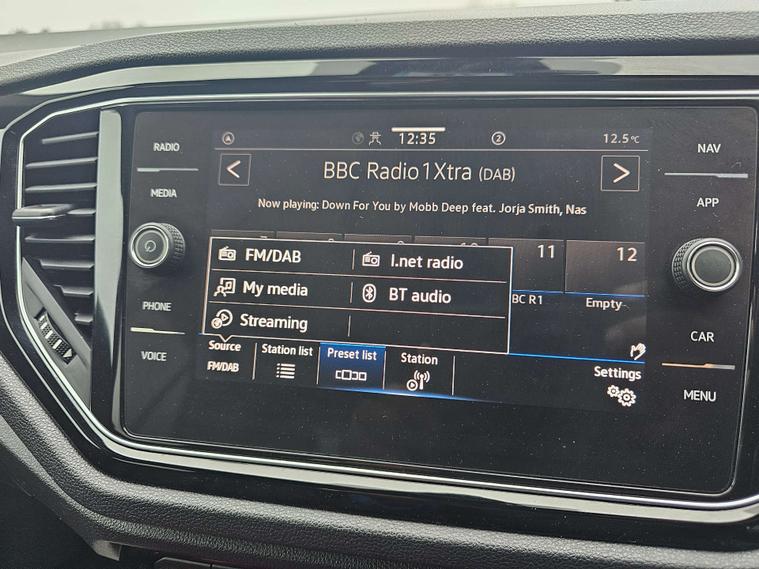 RADIO
MEDIA
PHONE
VOICE
12:35
2
12.5°C
< BBC Radio 1Xtra (DAB) >
Now playing: Down For You by Mobb Deep feat. Jorja Smith, Nas
11
12
BC R1
Empty
FM/DAB
I.net radio
My media
BT audio
Streaming
Source
FM/DAB
Station list
Preset list
Station
Settings
NAV
APP
CAR
MENU